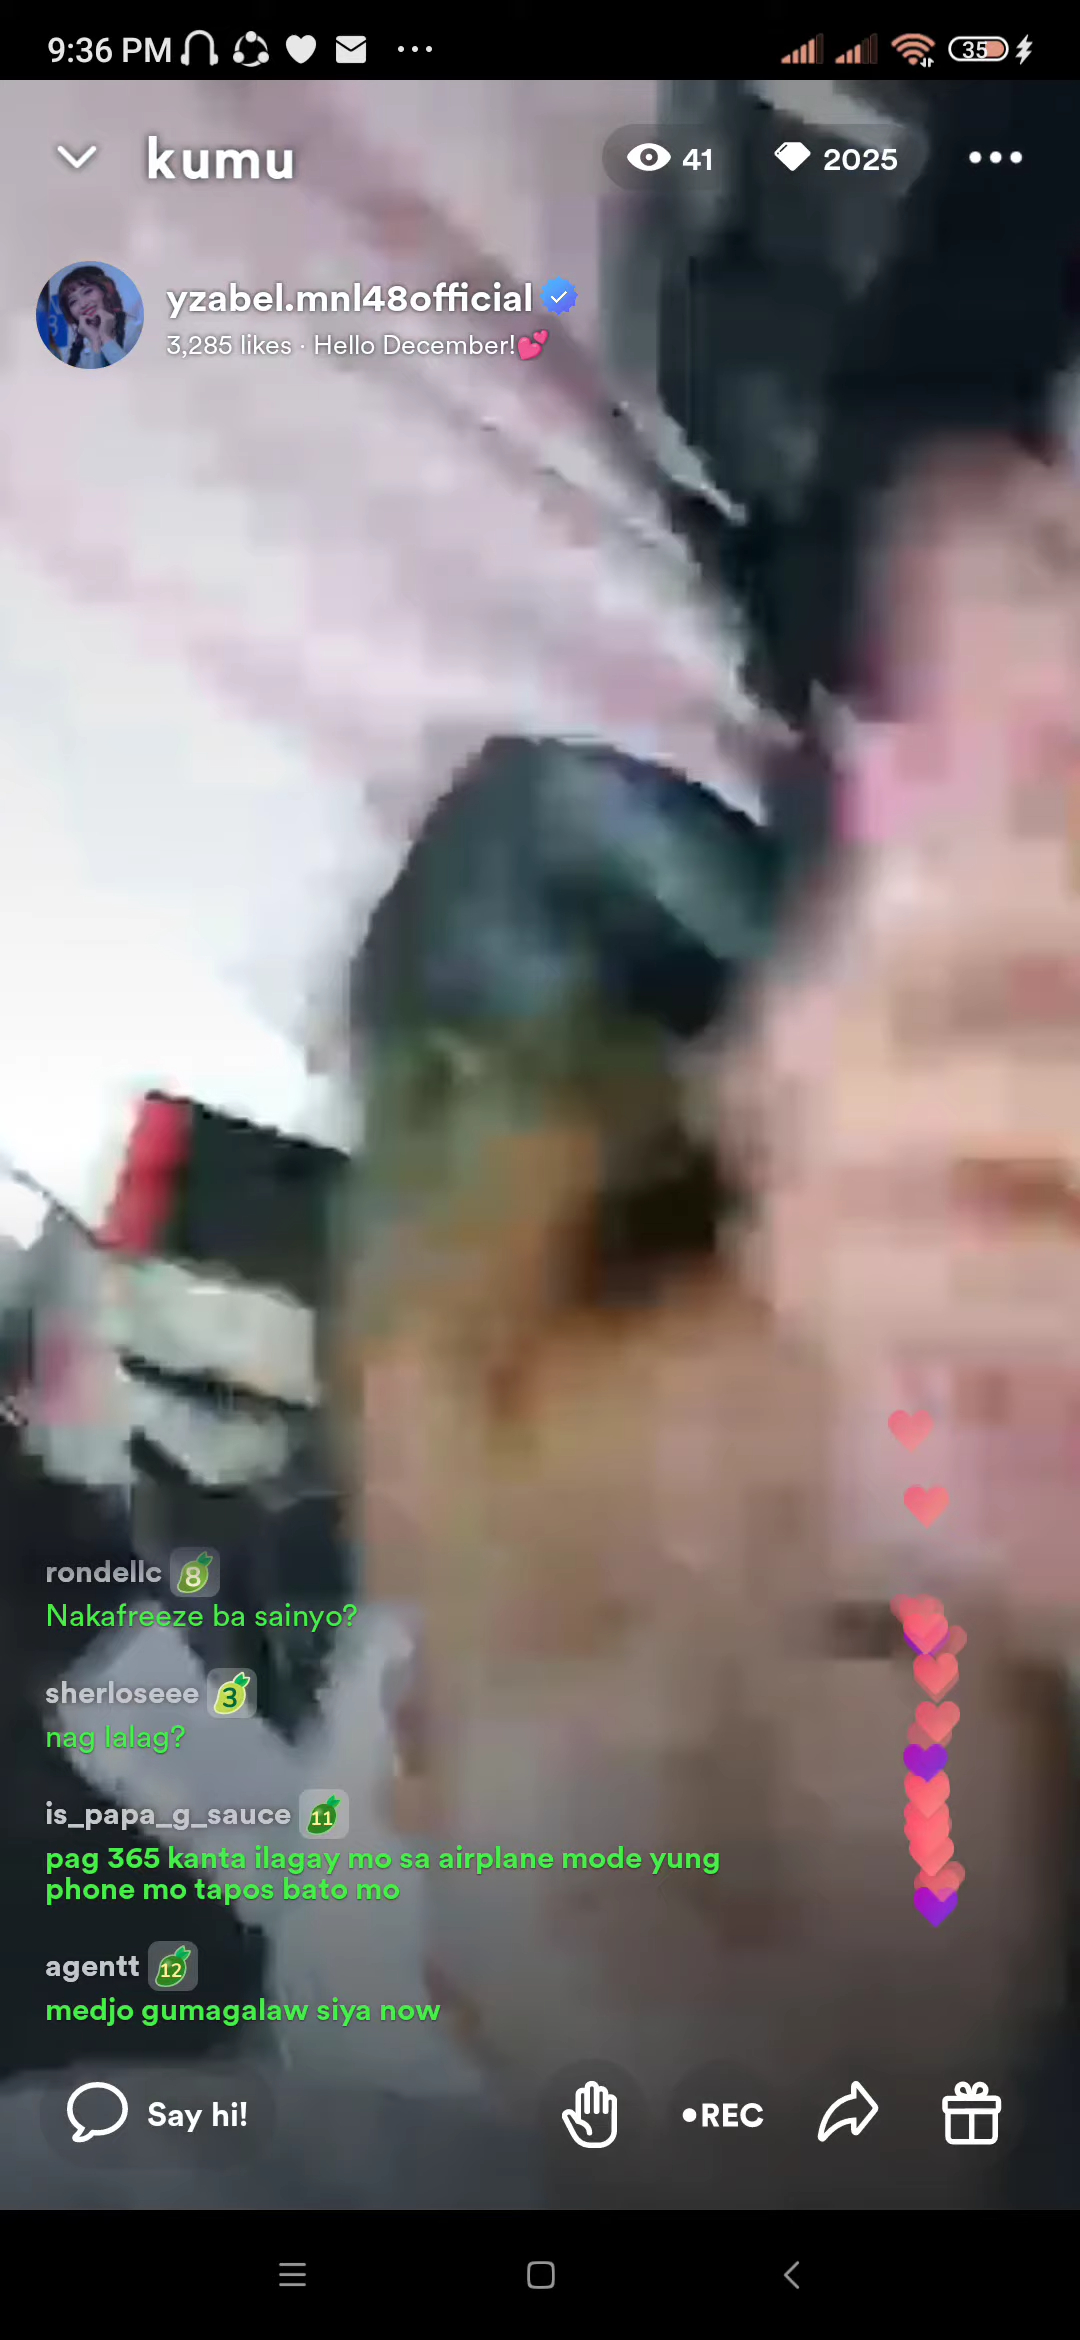 9:36 PM
35
kumu
41
2025
yzabel.mnl48official
3,285 likes · Hello December!💕
rondellc 8
Nakafreeze ba sainyo?
sherloseee 3
nag lalag?
is_papa_g_sauce 11
pag 365 kanta ilagay mo sa airplane mode yung
phone mo tapos bato mo
agentt 12
medjo gumagalaw siya now
Say hi!
•REC